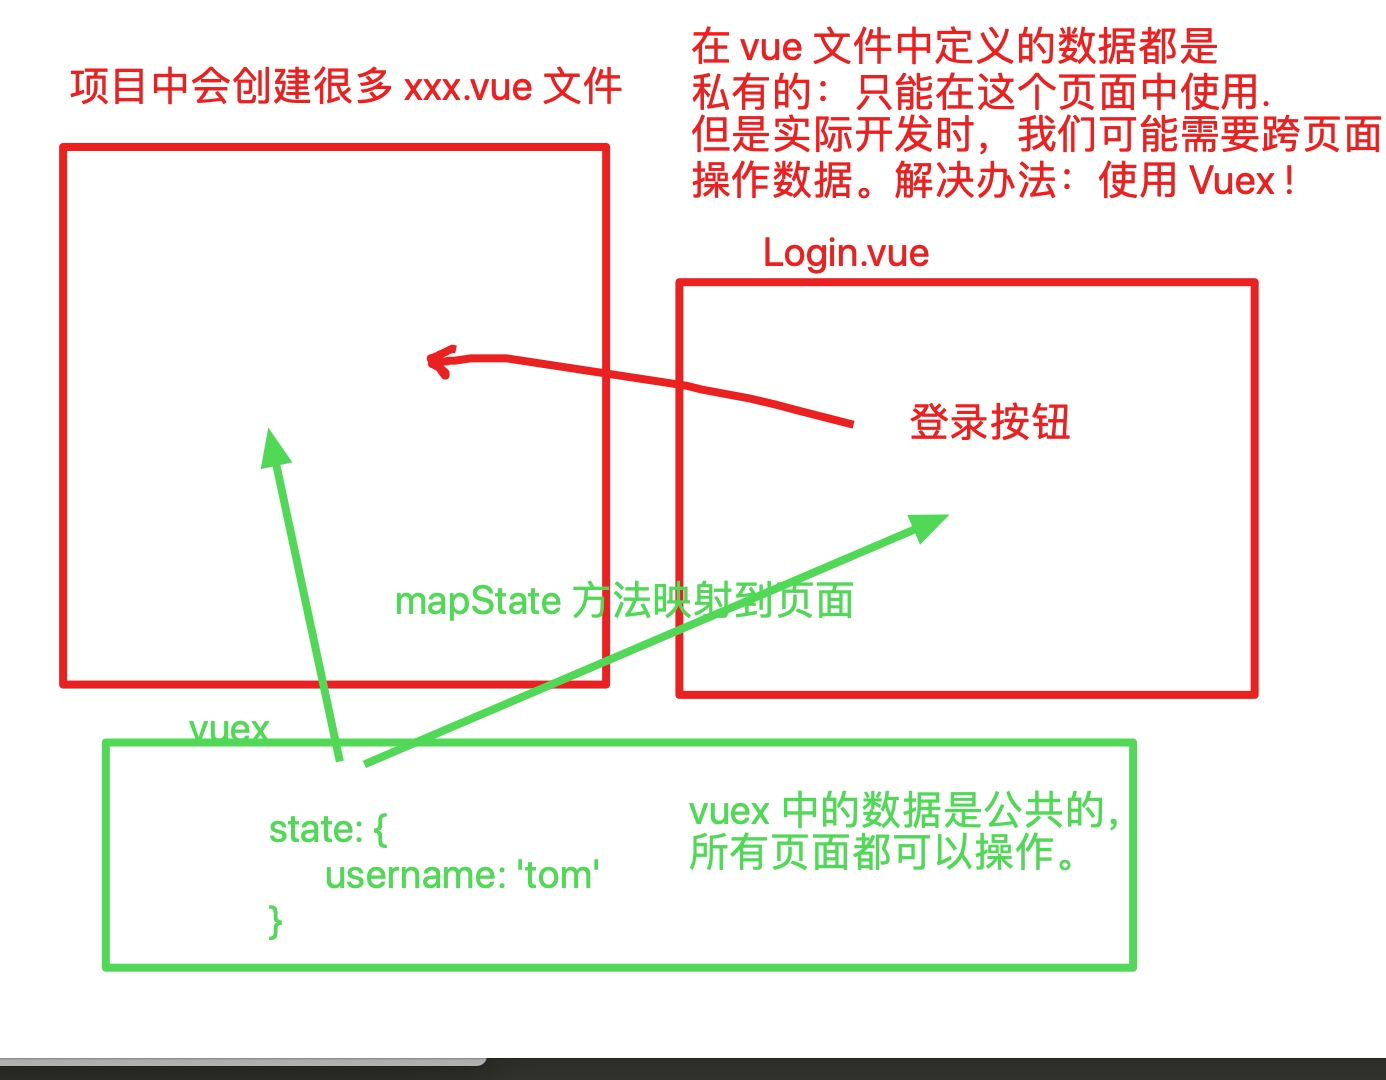 项目中会创建很多 xxx.vue 文件
在 vue 文件中定义的数据都是
私有的：只能在这个页面中使用.
但是实际开发时，我们可能需要跨页面
操作数据。解决办法：使用 Vuex！
Login.vue
登录按钮
mapState 方法映射到页面
vuex
state: {
username: 'tom'
}
vuex 中的数据是公共的，
所有页面都可以操作。